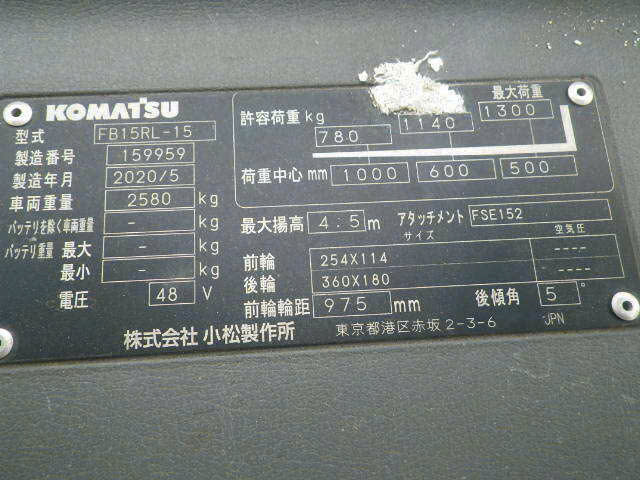 KOMATSU
型式 FB15RL-15
製造番号 159959
製造年月 2020/5
車両重量 2580 kg
バッテリを除く車両重量 - kg
バッテリ重量 最大 - kg
最小 - kg
電圧 48 V
最大荷重
許容荷重 kg 780 1140 1300
荷重中心 mm 1000 600 500
最大揚高 4:5 m アタッチメント FSE152
サイズ 空気圧
前輪 254X114 ----
後輪 360X180 ----
前輪輪距 975 mm 後傾角 5°
株式会社 小松製作所 東京都港区赤坂2-3-6 JPN